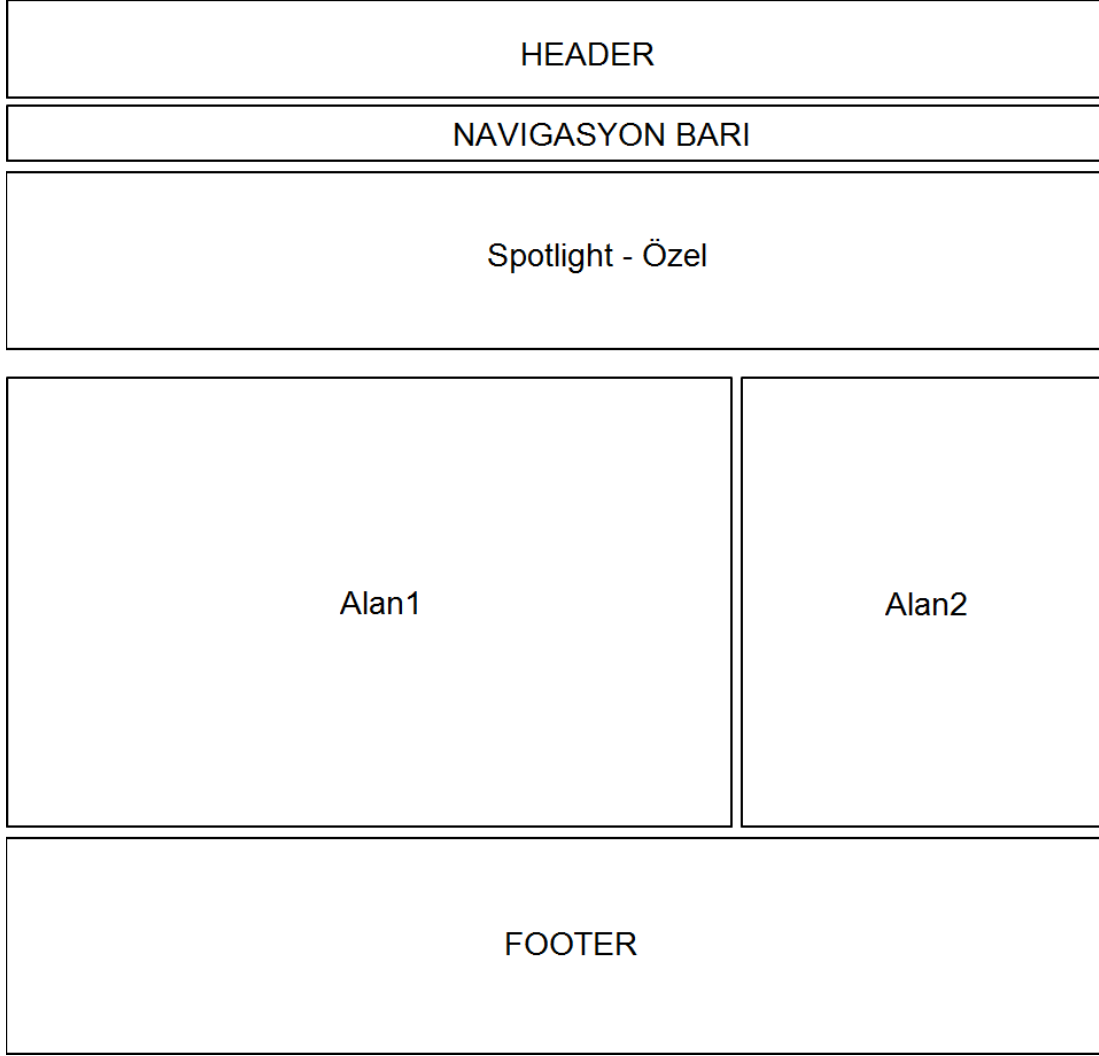 HEADER
NAVIGASYON BARI
Spotlight - Özel
Alan1
Alan2
FOOTER